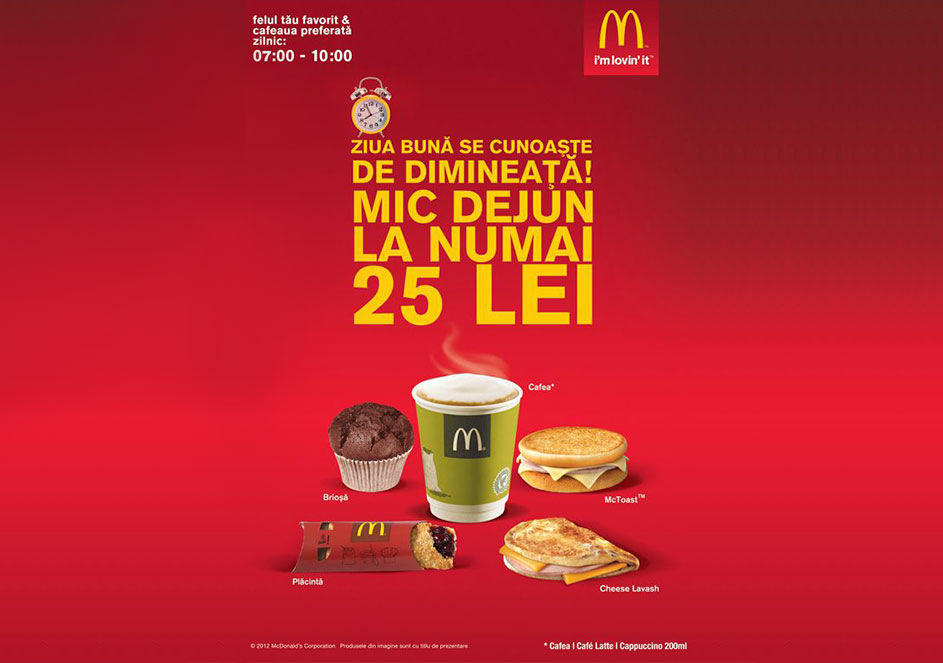 felul tău favorit &
cafeaua preferată
zilnic:
07:00 - 10:00
i'm lovin' it™
ZIUA BUNĂ SE CUNOAȘTE
DE DIMINEAȚĂ!
MIC DEJUN
LA NUMAI
25 LEI
Cafea*
Brioșă
McToast™
Plăcintă
Cheese Lavash
© 2012 McDonald's Corporation Produsele din imagine sunt cu titlu de prezentare
* Cafea | Café Latte | Cappuccino 200ml